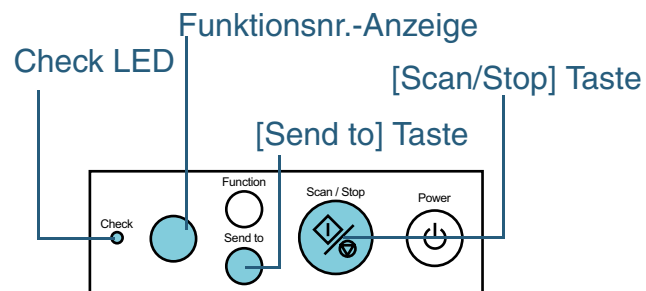 Funktionsnr.-Anzeige
Check LED
[Scan/Stop] Taste
[Send to] Taste
Function
Scan / Stop
Power
Check
Send to